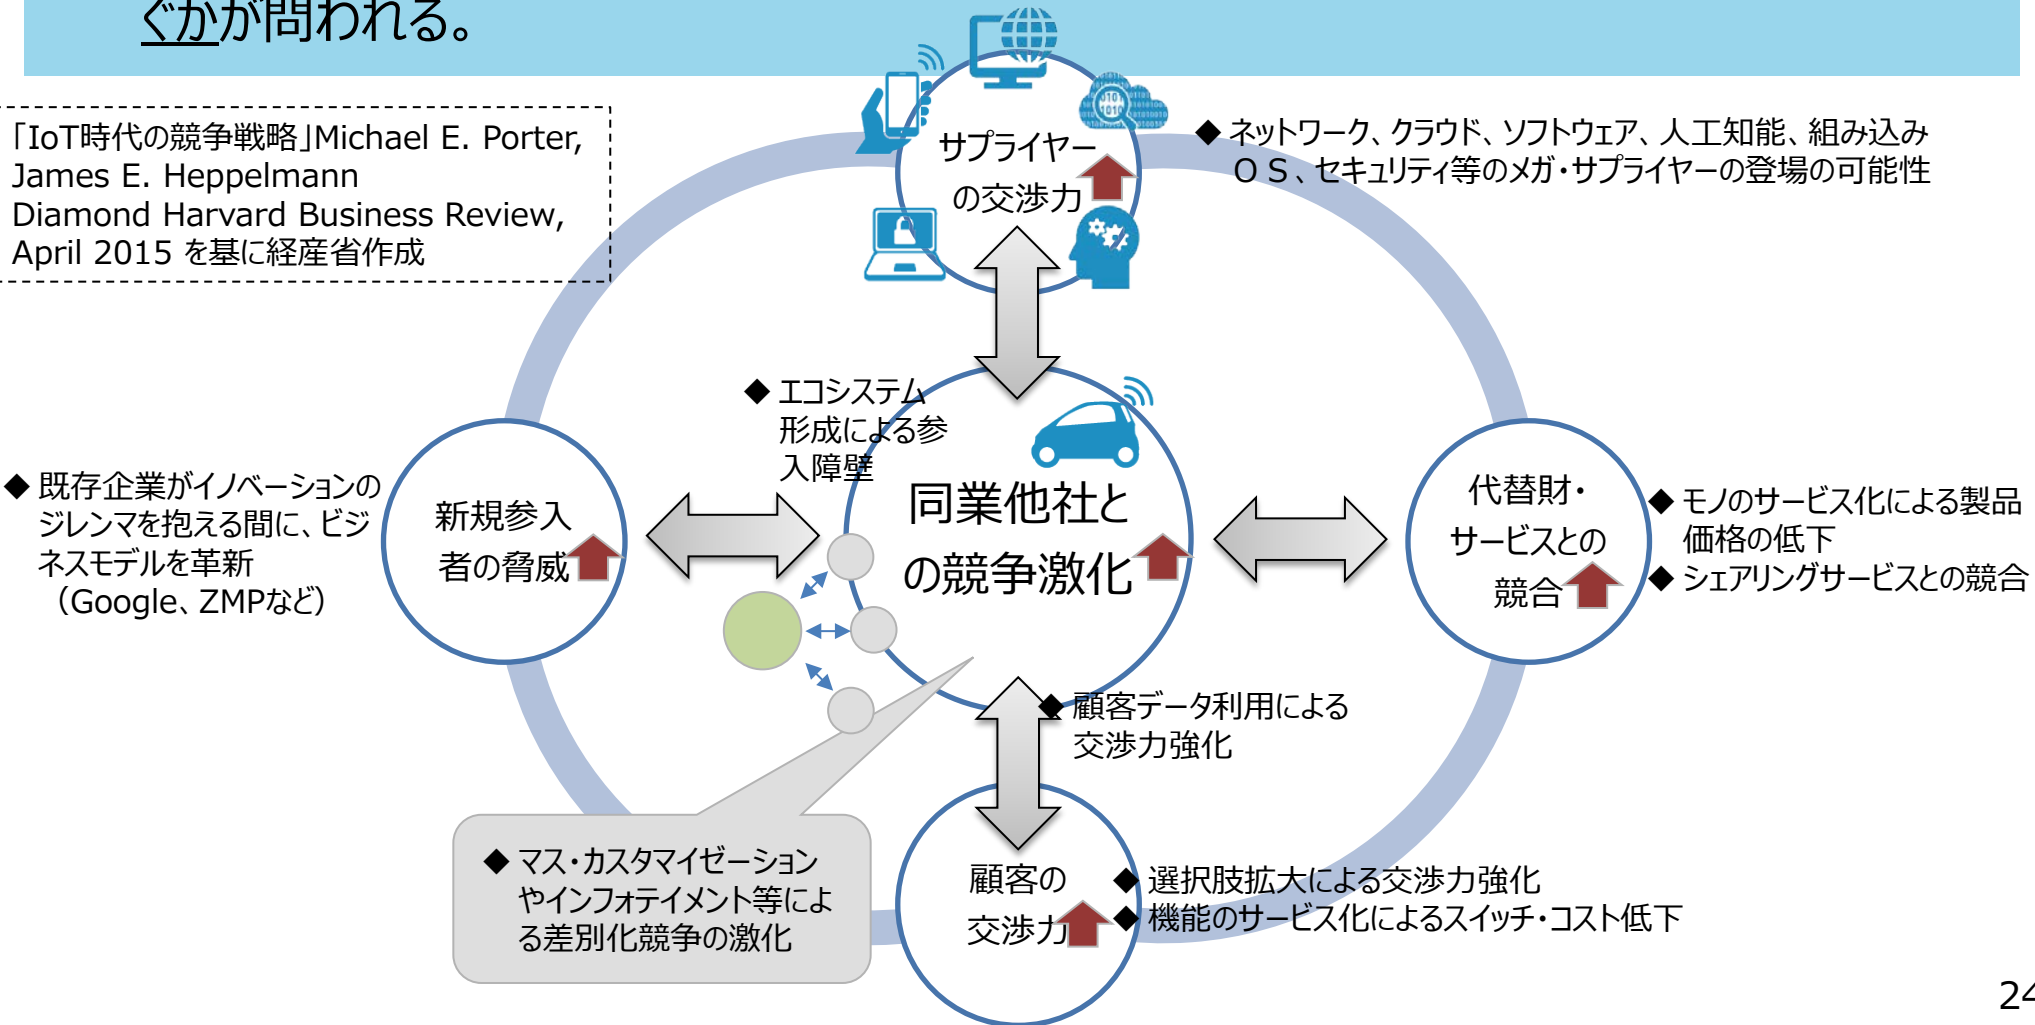 ぐかが問われる。
「IoT時代の競争戦略」Michael E. Porter,
James E. Heppelmann
Diamond Harvard Business Review,
April 2015 を基に経産省作成
サプライヤー
の交渉力
◆ ネットワーク、クラウド、ソフトウェア、人工知能、組み込み
ＯＳ、セキュリティ等のメガ・サプライヤーの登場の可能性
◆ エコシステム
形成による参
入障壁
◆ 既存企業がイノベーションの
ジレンマを抱える間に、ビジ
ネスモデルを革新
（Google、ZMPなど）
新規参入
者の脅威
同業他社と
の競争激化
代替財・
サービスとの
競合
◆ モノのサービス化による製品
価格の低下
◆ シェアリングサービスとの競合
◆ 顧客データ利用による
交渉力強化
◆ マス・カスタマイゼーション
やインフォテイメント等によ
る差別化競争の激化
顧客の
交渉力
◆ 選択肢拡大による交渉力強化
◆ 機能のサービス化によるスイッチ・コスト低下
24